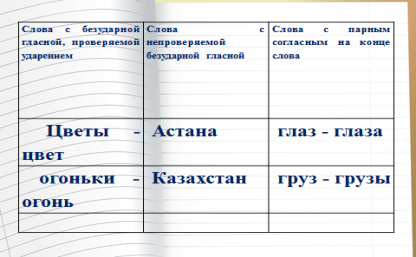 Слова с безударной гласной, проверяемой ударением
Слова с непроверяемой безударной гласной
Слова с парным согласным на конце слова
Цветы – цвет
Астана
глаз – глаза
огоньки – огонь
Казахстан
груз – грузы